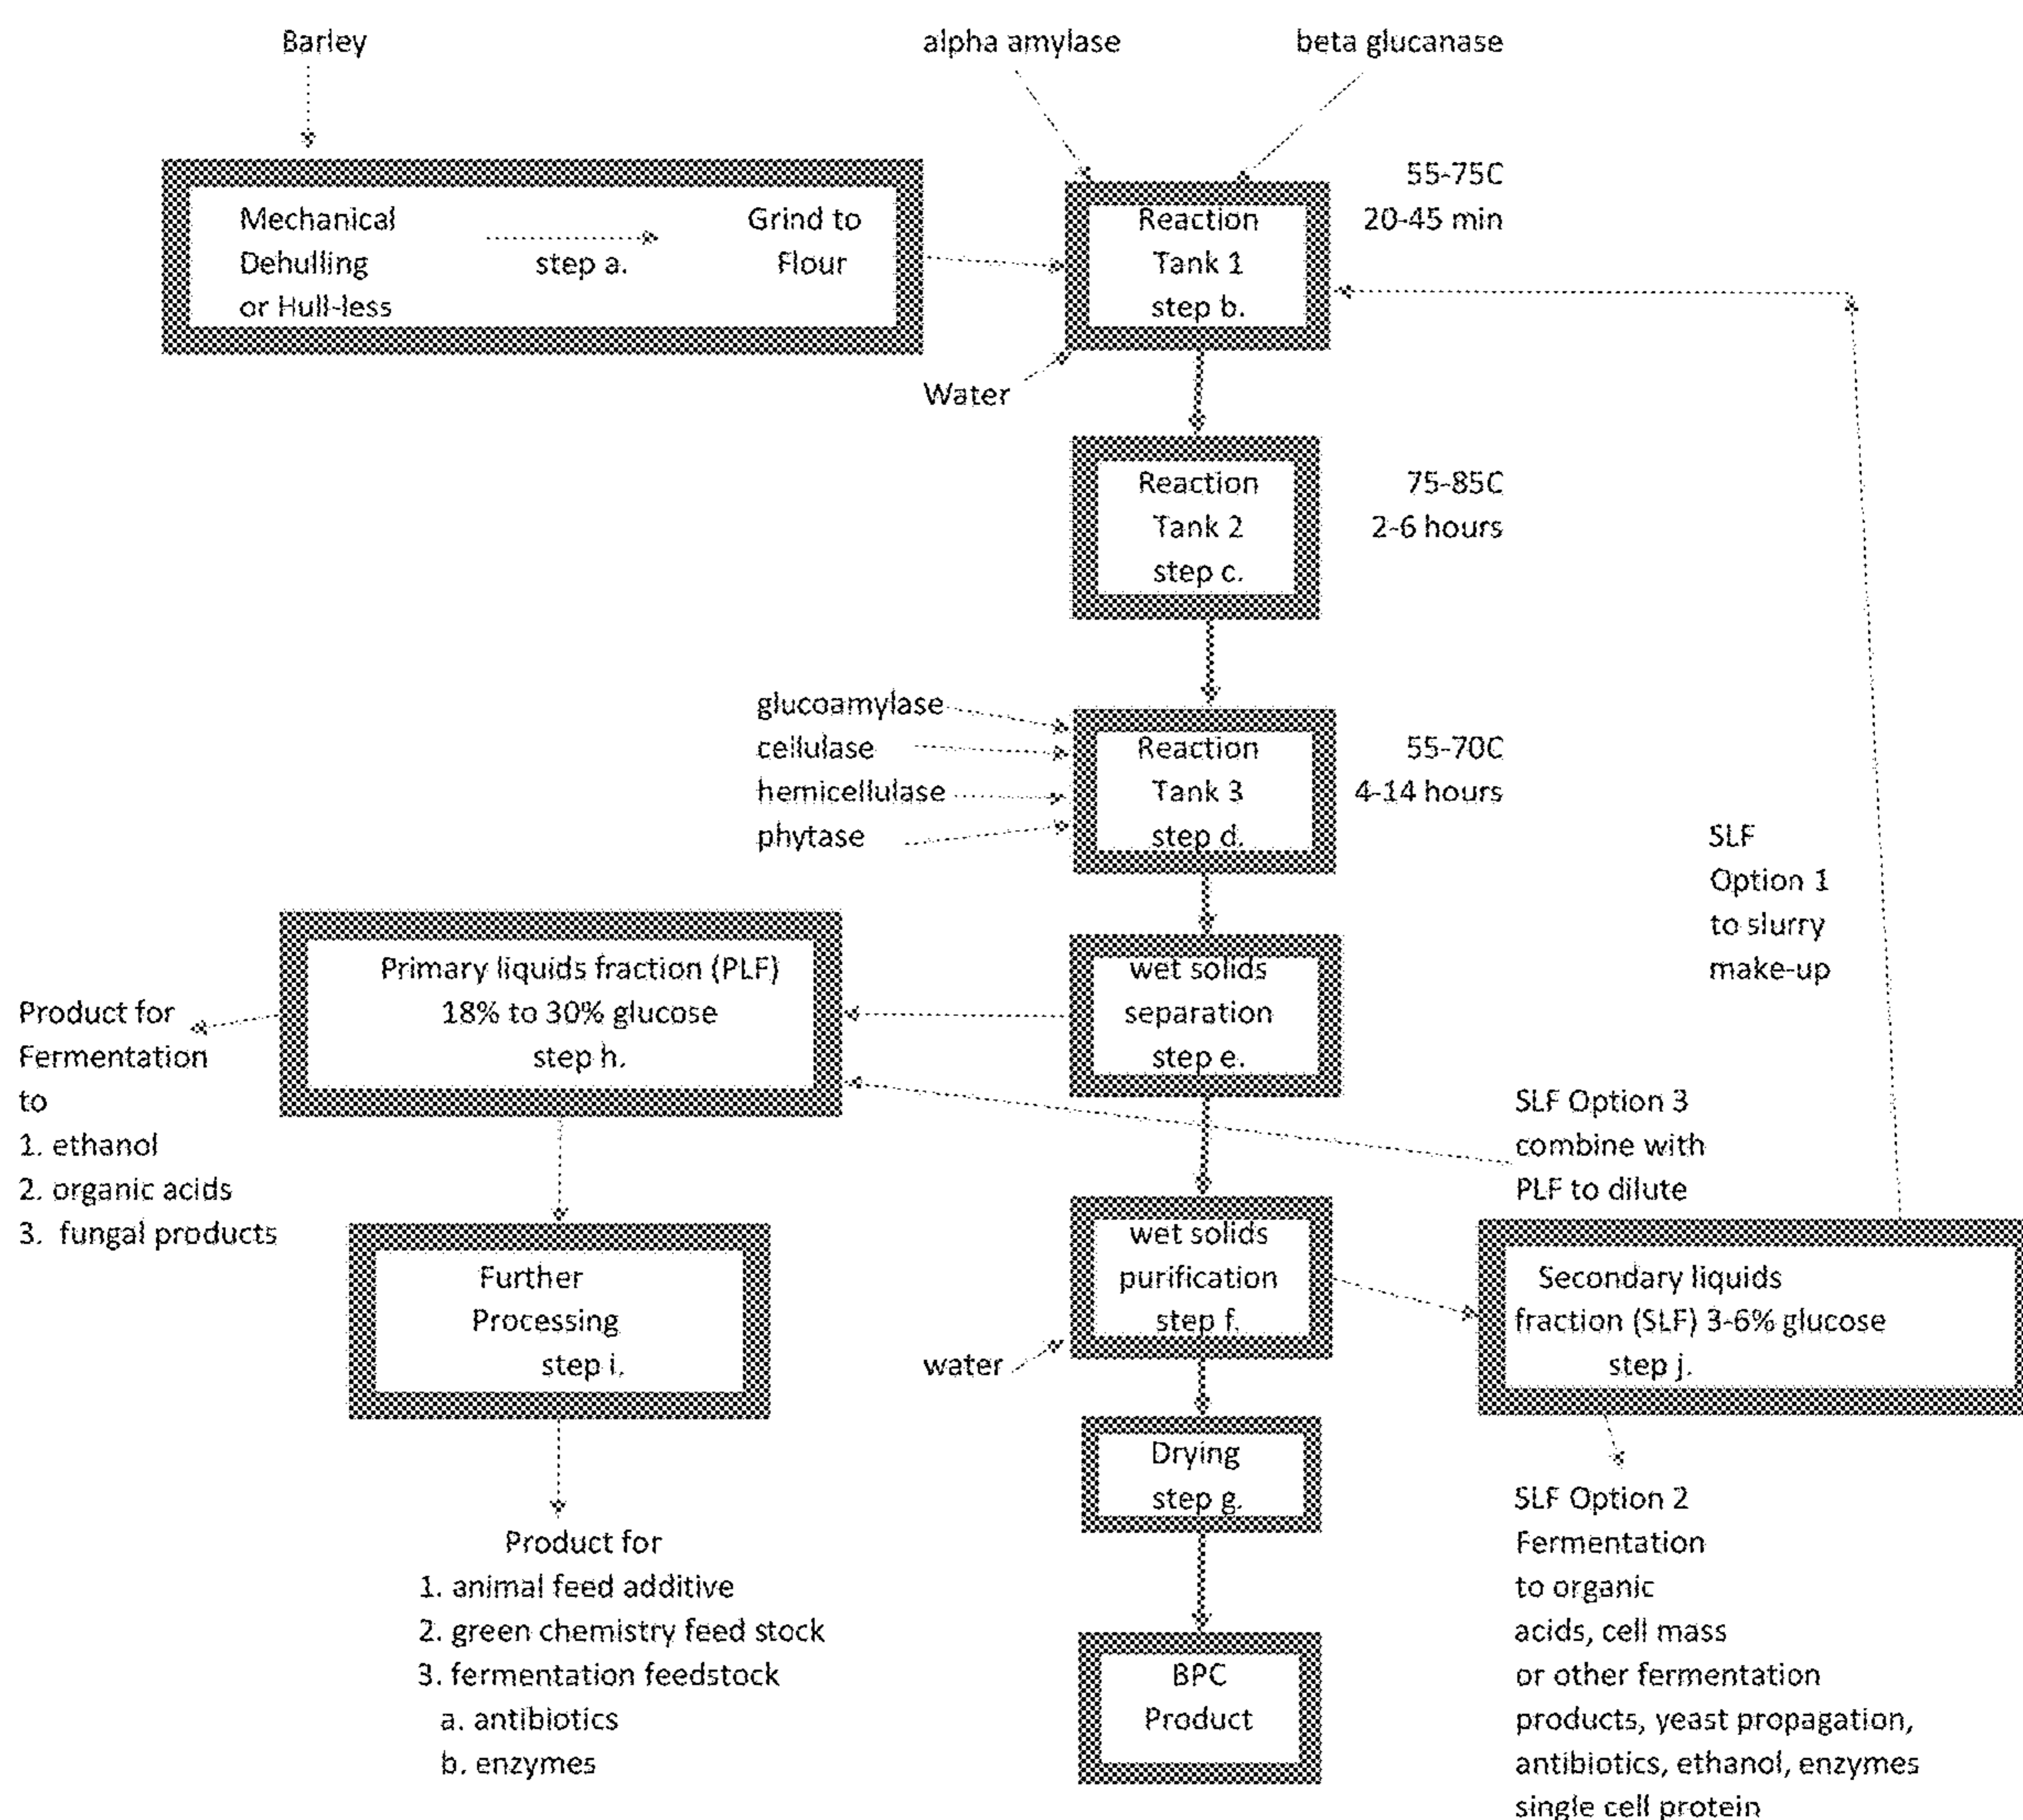 Barley
alpha amylase
beta glucanase
Mechanical
Dehulling
or Hull-less
step a.
Grind to
Flour
Reaction
Tank 1
step b.
55-75C
20-45 min
Water
Reaction
Tank 2
step c.
75-85C
2-6 hours
glucoamylase
cellulase
hemicellulase
phytase
Reaction
Tank 3
step d.
55-70C
4-14 hours
SLF
Option 1
to slurry
make-up
Primary liquids fraction (PLF)
18% to 30% glucose
step h.
wet solids
separation
step e.
Product for
Fermentation
to
1. ethanol
2. organic acids
3. fungal products
SLF Option 3
combine with
PLF to dilute
Further
Processing
step i.
wet solids
purification
step f.
water
Secondary liquids
fraction (SLF) 3-6% glucose
step j.
Drying
step g.
Product for
1. animal feed additive
2. green chemistry feed stock
3. fermentation feedstock
a. antibiotics
b. enzymes
BPC
Product
SLF Option 2
Fermentation
to organic
acids, cell mass
or other fermentation
products, yeast propagation,
antibiotics, ethanol, enzymes
single cell protein